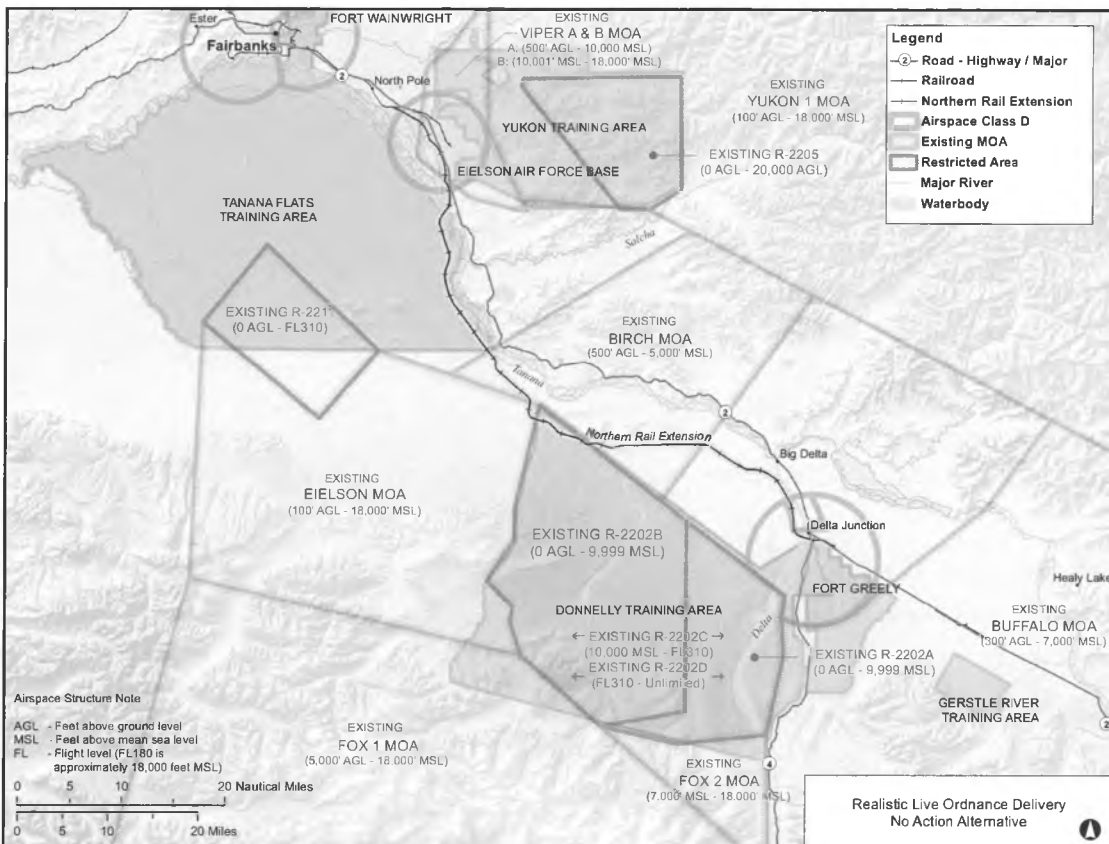 FORT WAINWRIGHT
Ester
Fairbanks
2
North Pole
EXISTING
VIPER A & B MOA
A: (500' AGL - 10,000 MSL)
B: (10,001' MSL - 18,000' MSL)
EXISTING
YUKON 1 MOA
(100' AGL - 18,000' MSL)
YUKON TRAINING AREA
EXISTING R-2205
(0 AGL - 20,000 AGL)
EIELSON AIR FORCE BASE
Legend
2 Road - Highway / Major
Railroad
Northern Rail Extension
Airspace Class D
Existing MOA
Restricted Area
Major River
Waterbody
TANANA FLATS
TRAINING AREA
Salcha
EXISTING R-221
(0 AGL - FL310)
EXISTING
BIRCH MOA
(500' AGL - 5,000' MSL)
Tanana
2
Northern Rail Extension
Big Delta
EXISTING
EIELSON MOA
(100' AGL - 18,000' MSL)
EXISTING R-2202B
(0 AGL - 9,999 MSL)
Delta Junction
FORT GREELY
Healy Lake
DONNELLY TRAINING AREA
Delta
EXISTING
BUFFALO MOA
(300' AGL - 7,000' MSL)
← EXISTING R-2202C →
(10,000 MSL - FL310)
← EXISTING R-2202D →
(FL310 - Unlimited)
EXISTING R-2202A
(0 AGL - 9,999 MSL)
GERSTLE RIVER
TRAINING AREA
2
Airspace Structure Note
AGL - Feet above ground level
MSL - Feet above mean sea level
FL - Flight level (FL180 is
approximately 18,000 feet MSL)
EXISTING
FOX 1 MOA
(5,000' AGL - 18,000' MSL)
EXISTING
FOX 2 MOA
(7,000' MSL - 18,000' MSL)
4
0 5 10 20 Nautical Miles
0 5 10 20 Miles
Realistic Live Ordnance Delivery
No Action Alternative